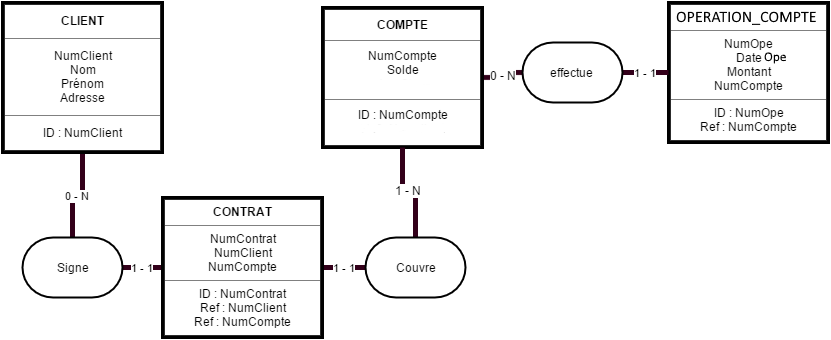 CLIENT
NumClient
Nom
Prénom
Adresse
ID : NumClient
COMPTE
NumCompte
Solde
ID : NumCompte
0 - N
effectue
1 - 1
OPERATION_COMPTE
NumOpe
Date Ope
Montant
NumCompte
ID : NumOpe
Ref : NumCompte
0 - N
1 - N
Signe
1 - 1
CONTRAT
NumContrat
NumClient
NumCompte
ID : NumContrat
Ref : NumClient
Ref : NumCompte
1 - 1
Couvre